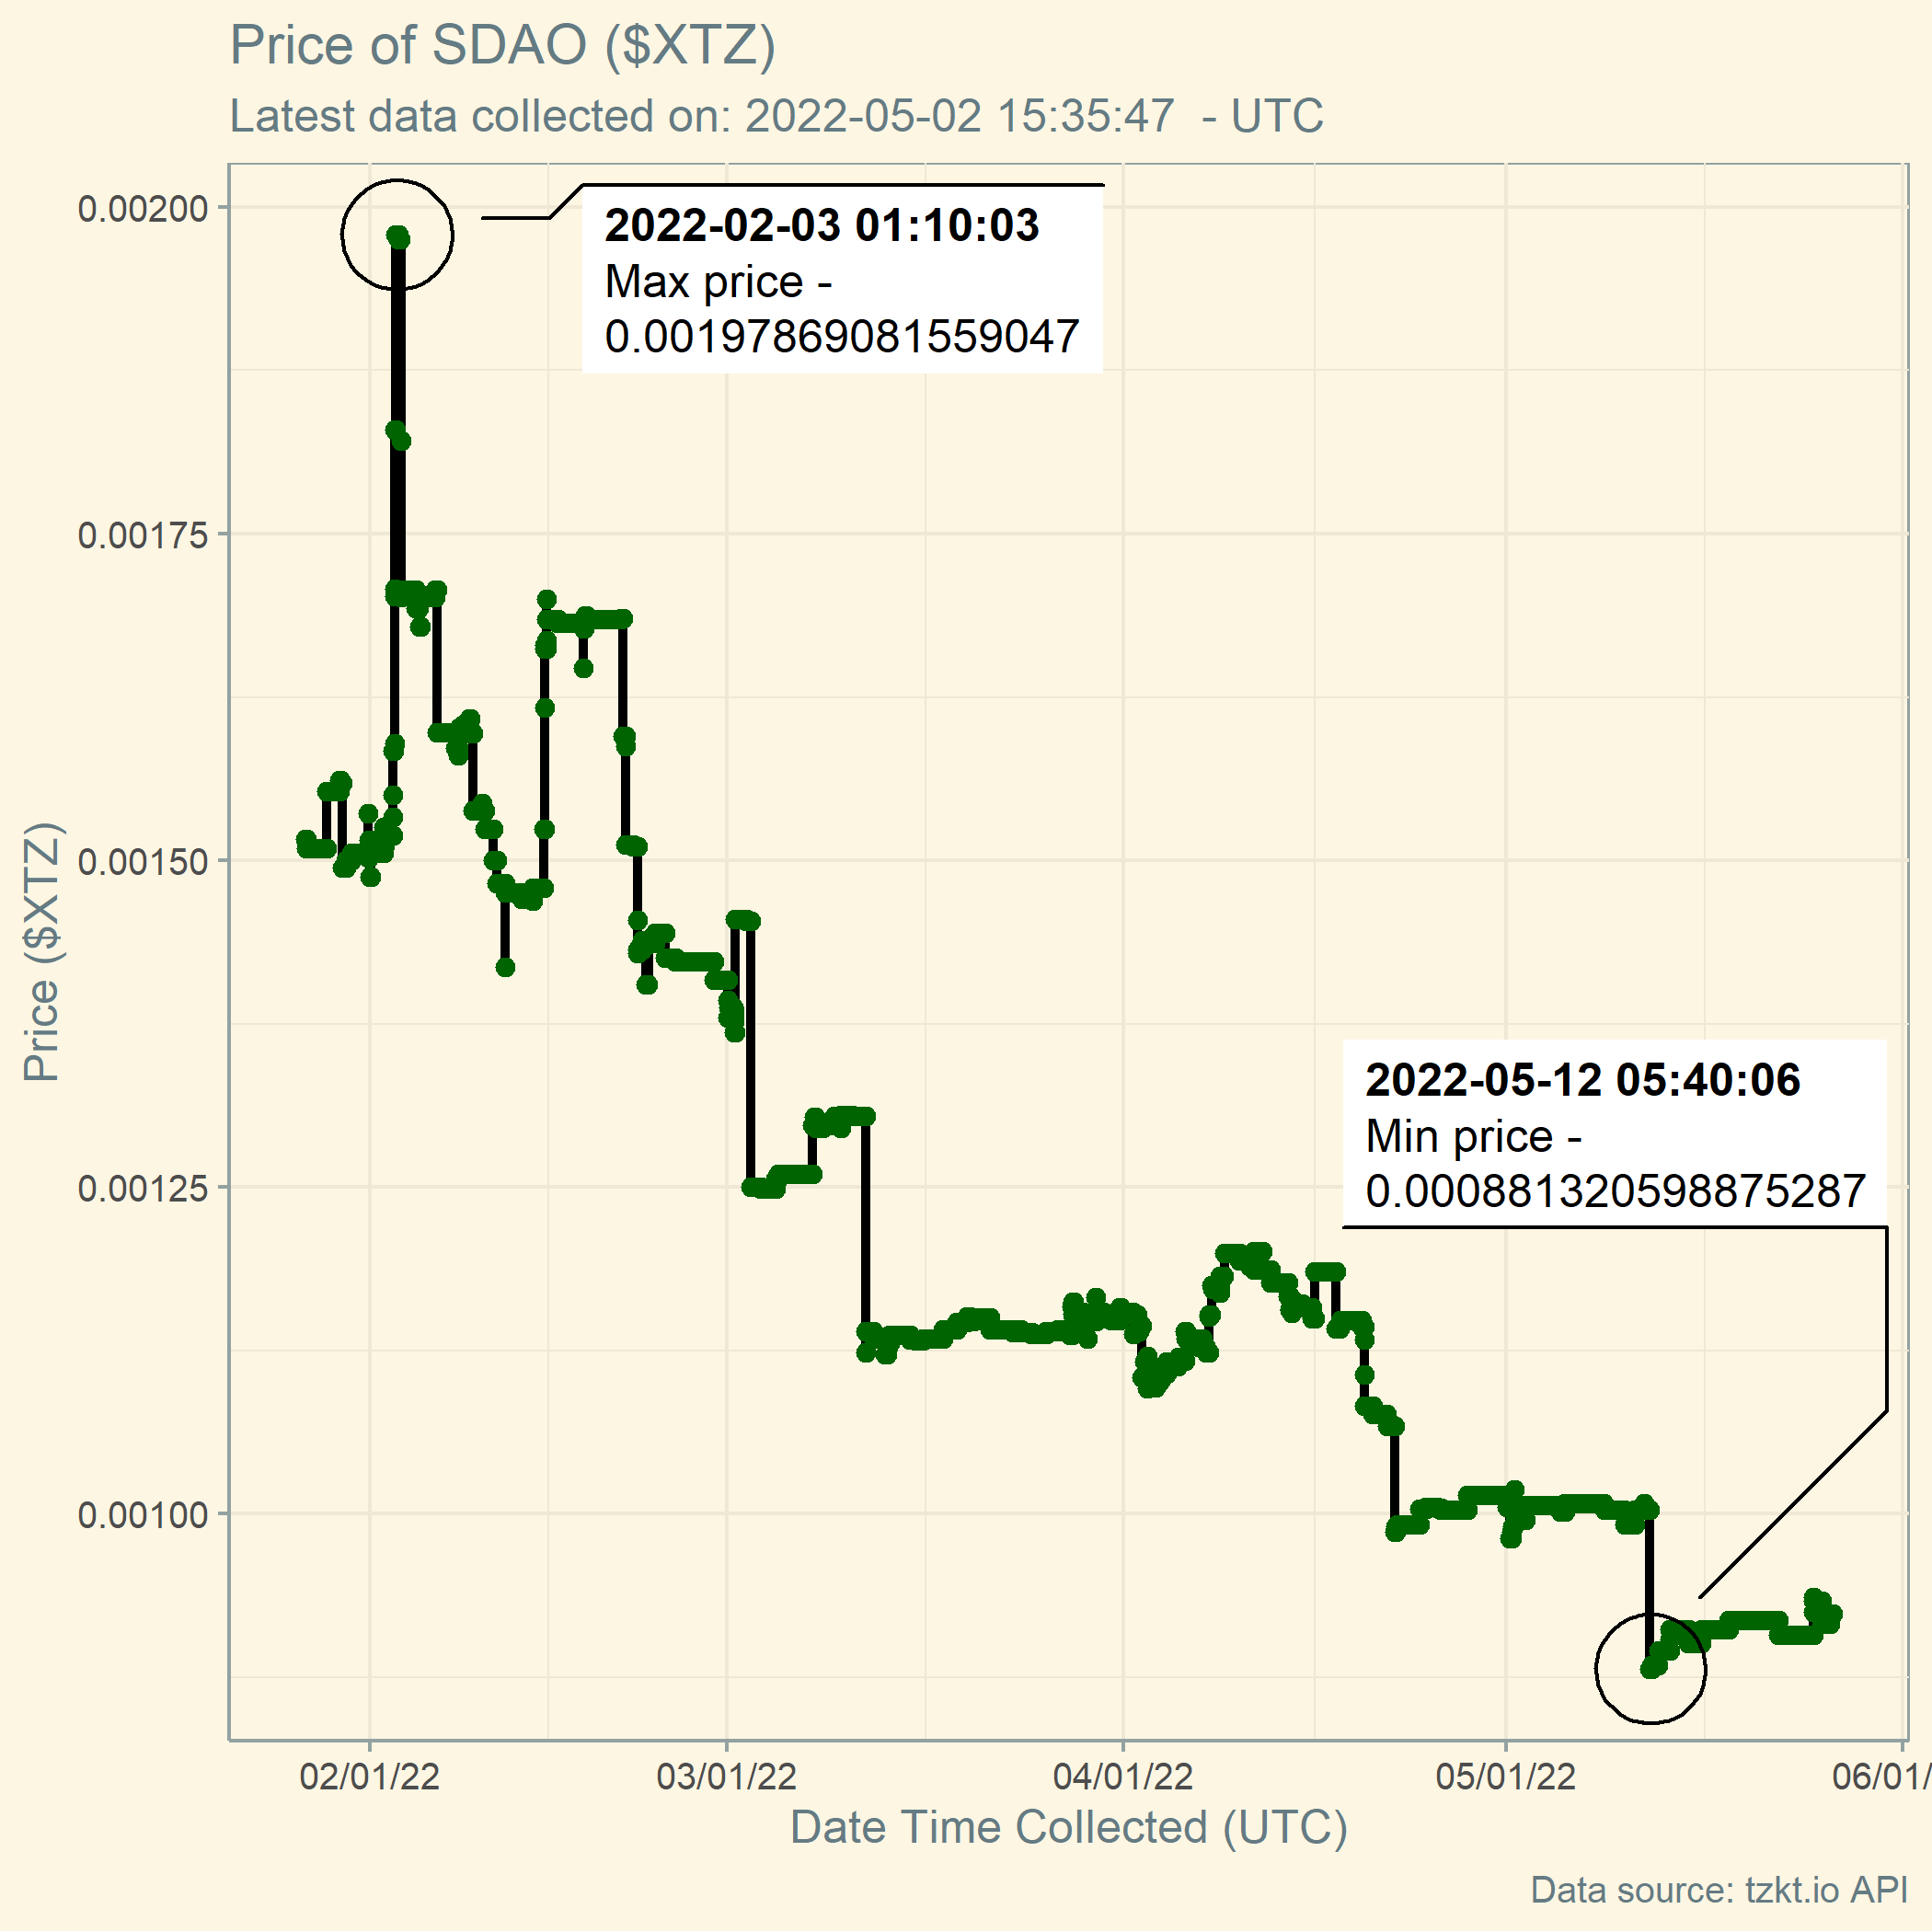 Price of SDAO ($XTZ)
Latest data collected on: 2022-05-02 15:35:47  - UTC
0.00200
0.00175
0.00150
0.00125
0.00100
Price ($XTZ)
2022-02-03 01:10:03
Max price -
0.00197869081559047
2022-05-12 05:40:06
Min price -
0.000881320598875287
02/01/22
03/01/22
04/01/22
05/01/22
06/01/
Date Time Collected (UTC)
Data source: tzkt.io API